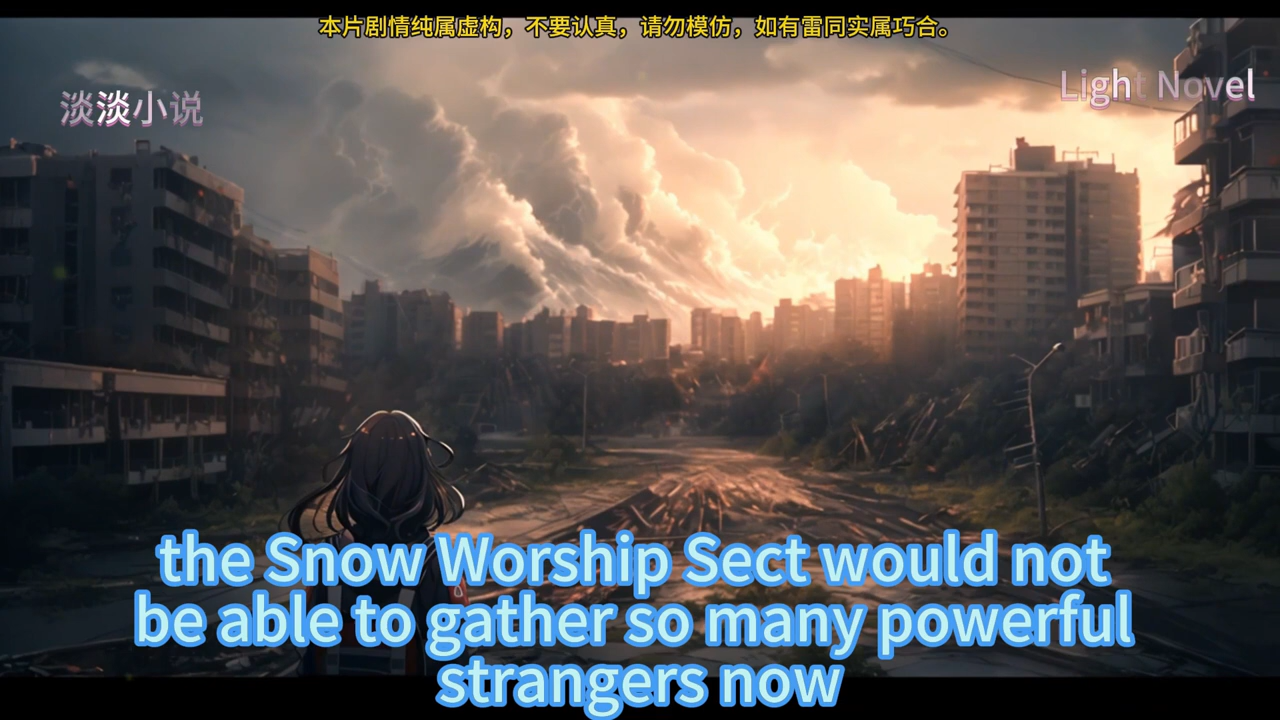 本片剧情纯属虚构，不要认真，请勿模仿，如有雷同实属巧合。
淡淡小说
Light Novel
the Snow Worship Sect would not
be able to gather so many powerful
strangers now